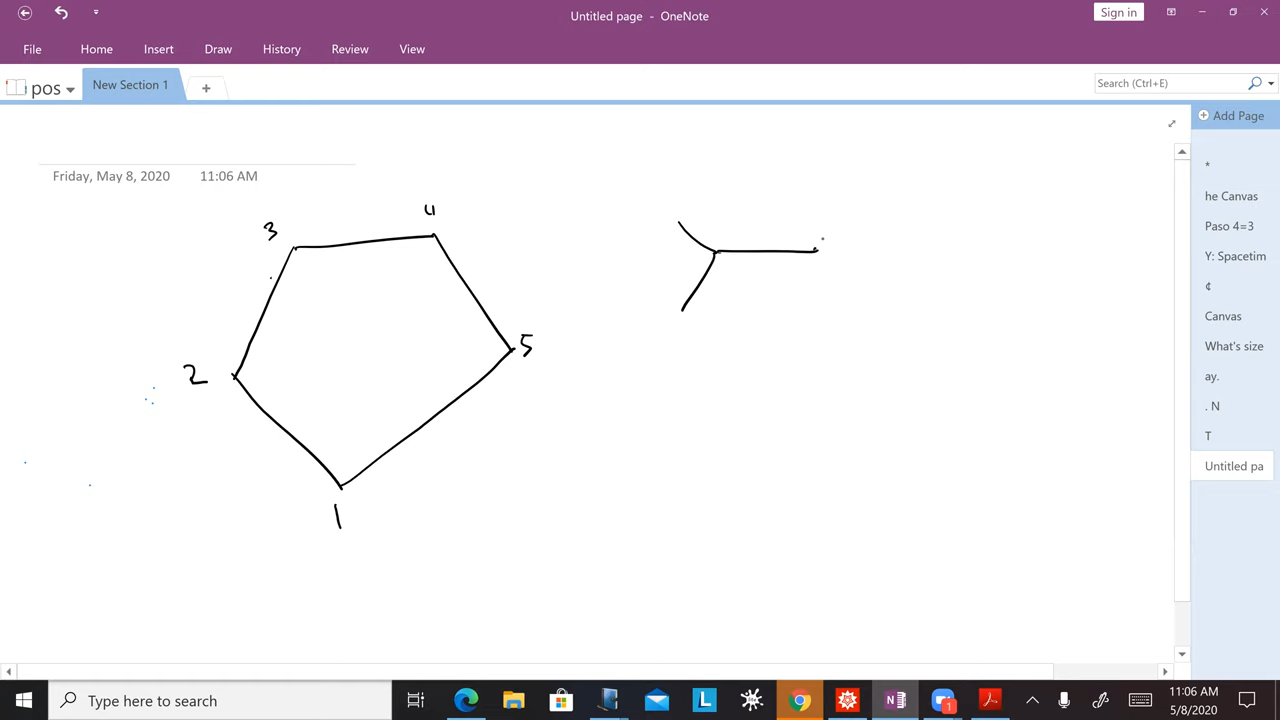 Untitled page - OneNote
Sign in
File Home Insert Draw History Review View
pos New Section 1 +
Search (Ctrl+E)
Add Page
Friday, May 8, 2020 11:06 AM
*
he Canvas
Paso 4=3
Y: Spacetim
¢
Canvas
What's size
ay.
. N
T
Untitled pa
3
4
5
2
1
Type here to search
L
1
11:06 AM
5/8/2020